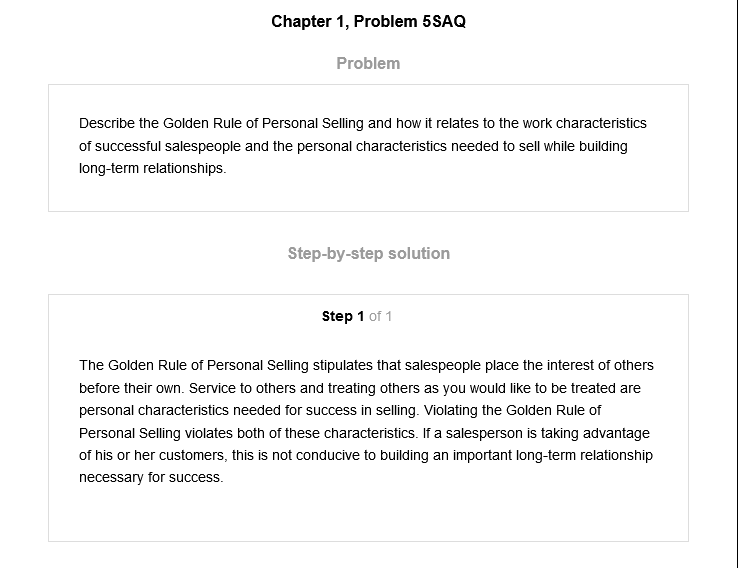 Chapter 1, Problem 5SAQ
Problem
Describe the Golden Rule of Personal Selling and how it relates to the work characteristics
of successful salespeople and the personal characteristics needed to sell while building
long-term relationships.
Step-by-step solution
Step 1 of 1
The Golden Rule of Personal Selling stipulates that salespeople place the interest of others
before their own. Service to others and treating others as you would like to be treated are
personal characteristics needed for success in selling. Violating the Golden Rule of
Personal Selling violates both of these characteristics. If a salesperson is taking advantage
of his or her customers, this is not conducive to building an important long-term relationship
necessary for success.